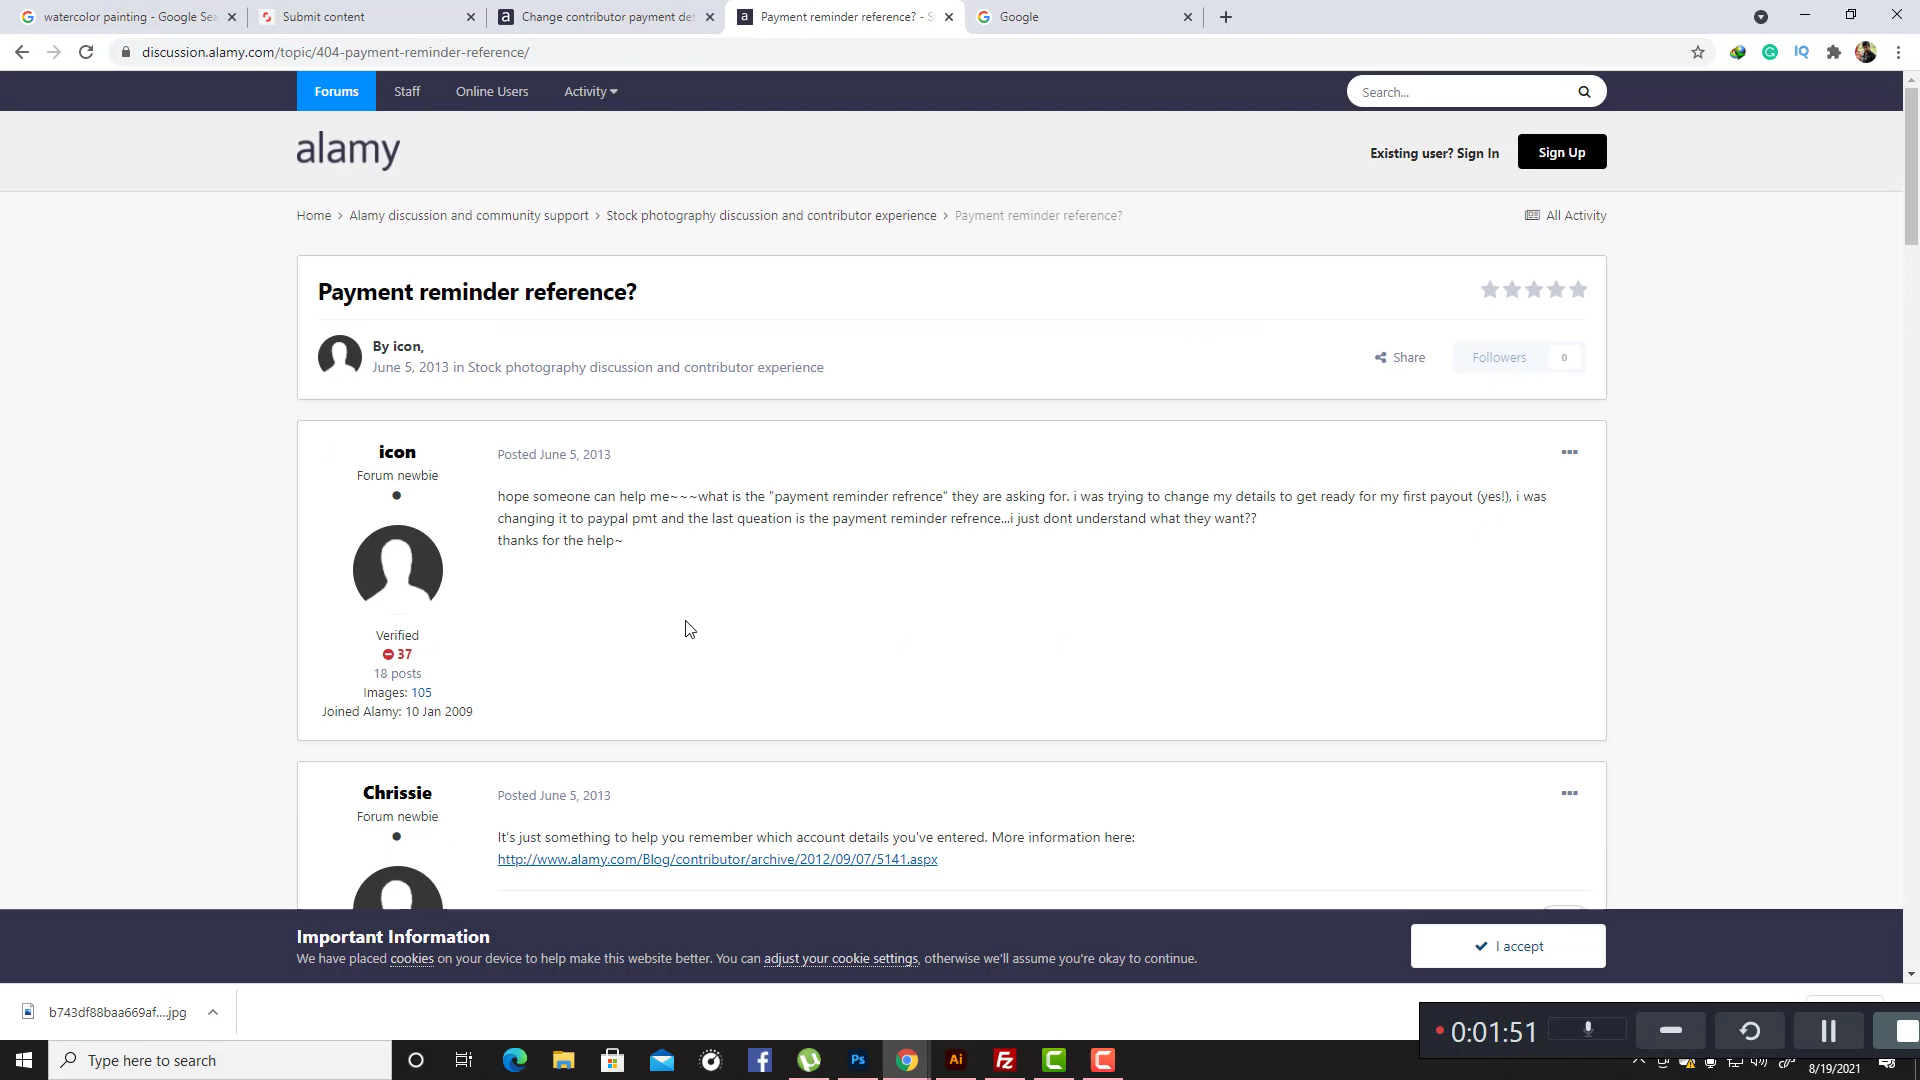 watercolor painting - Google Sea
Submit content
Change contributor payment det
Payment reminder reference? - S
Google
discussion.alamy.com/topic/404-payment-reminder-reference/
Forums
Staff
Online Users
Activity
Search...
alamy
Existing user? Sign In
Sign Up
Home > Alamy discussion and community support > Stock photography discussion and contributor experience > Payment reminder reference?
All Activity
Payment reminder reference?
By icon,
June 5, 2013 in Stock photography discussion and contributor experience
Share
Followers 0
icon
Forum newbie
Verified
37
18 posts
Images: 105
Joined Alamy: 10 Jan 2009
Posted June 5, 2013
hope someone can help me~~~what is the "payment reminder refrence" they are asking for. i was trying to change my details to get ready for my first payout (yes!), i was
changing it to paypal pmt and the last queation is the payment reminder refrence...i just dont understand what they want??
thanks for the help~
Chrissie
Forum newbie
Posted June 5, 2013
It's just something to help you remember which account details you've entered. More information here:
http://www.alamy.com/Blog/contributor/archive/2012/09/07/5141.aspx
Important Information
We have placed cookies on your device to help make this website better. You can adjust your cookie settings, otherwise we'll assume you're okay to continue.
I accept
b743df88baa669af....jpg
0:01:51
Type here to search
Ps
Ai
Fz
C
C
8/19/2021